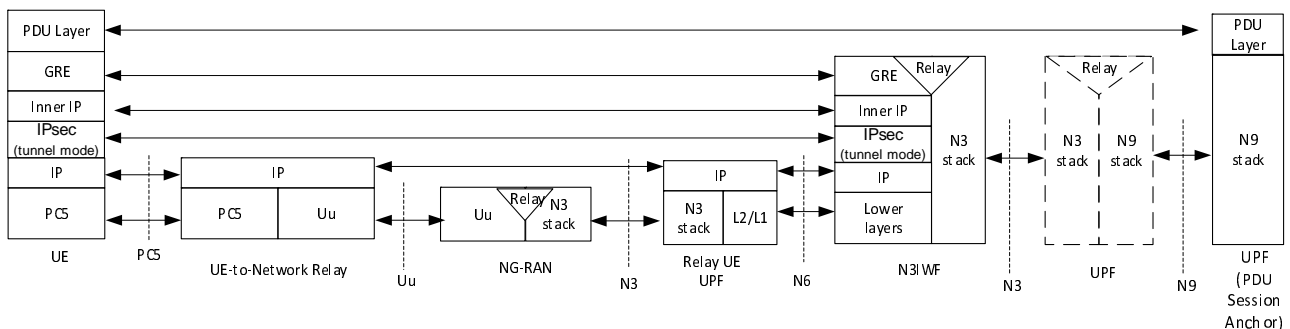 PDU Layer
GRE
Inner IP
IPsec
(tunnel mode)
IP
PC5
UE
PC5
IP
PC5
Uu
UE-to-Network Relay
Uu
Uu
Relay
N3
stack
NG-RAN
N3
IP
N3
stack
L2/L1
Relay UE
UPF
N6
GRE
Relay
Inner IP
IPsec
(tunnel mode)
IP
Lower
layers
N3
stack
N3IWF
N3
Relay
N3
stack
N9
stack
UPF
N9
PDU
Layer
N9
stack
UPF
(PDU
Session
Anchor)